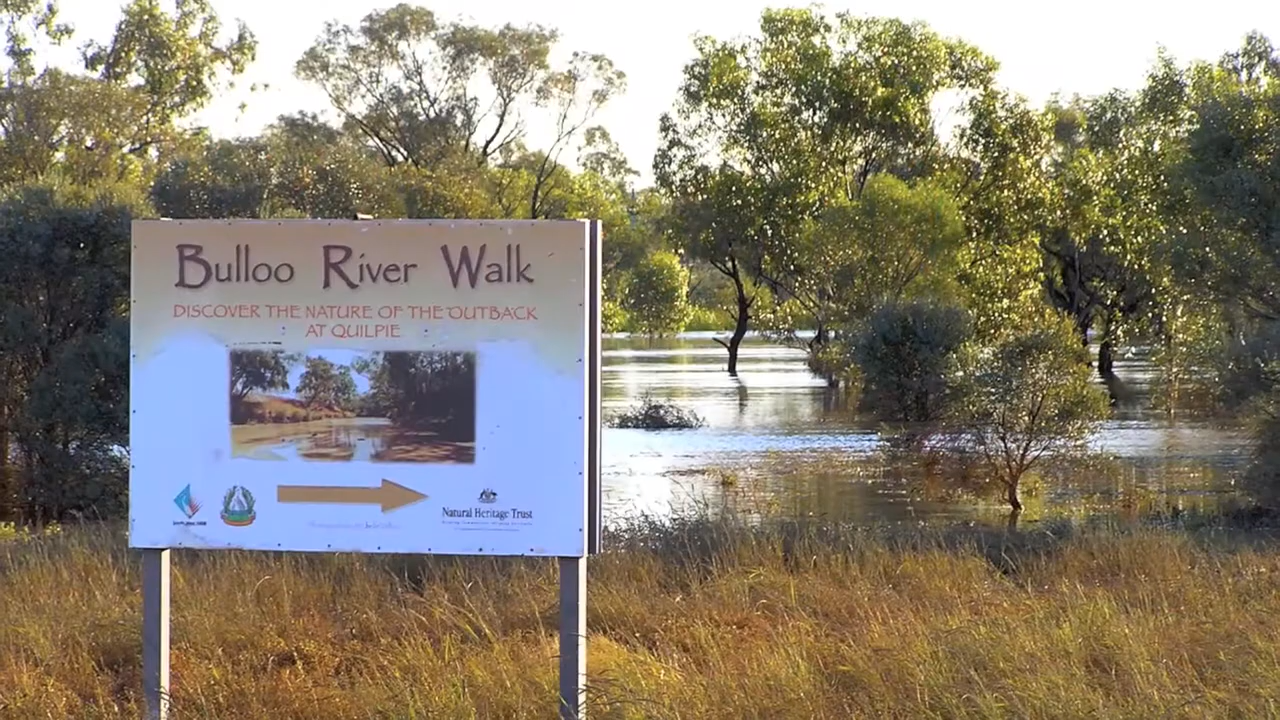 Bulloo River Walk
DISCOVER THE NATURE OF THE OUTBACK
AT QUILPIE
Natural Heritage Trust